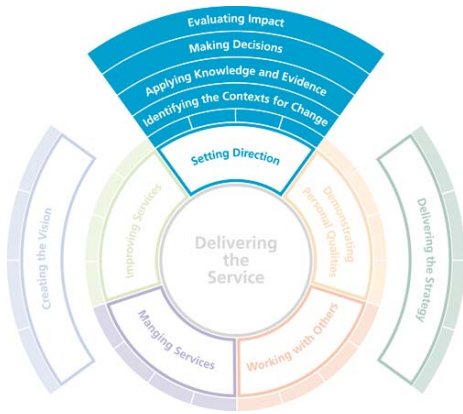 Evaluating Impact
Making Decisions
Applying Knowledge and Evidence
Identifying the Contexts for Change
Setting Direction
Improving Services
Demonstrating
Personal Qualities
Delivering
the
Service
Creating the Vision
Delivering the Strategy
Manging Services
Working with Others